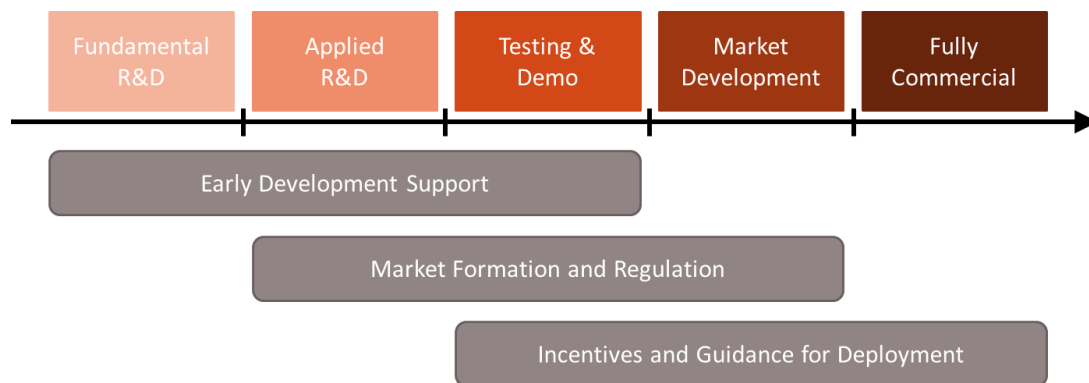 Fundamental
R&D
Applied
R&D
Testing &
Demo
Market
Development
Fully
Commercial
Early Development Support
Market Formation and Regulation
Incentives and Guidance for Deployment